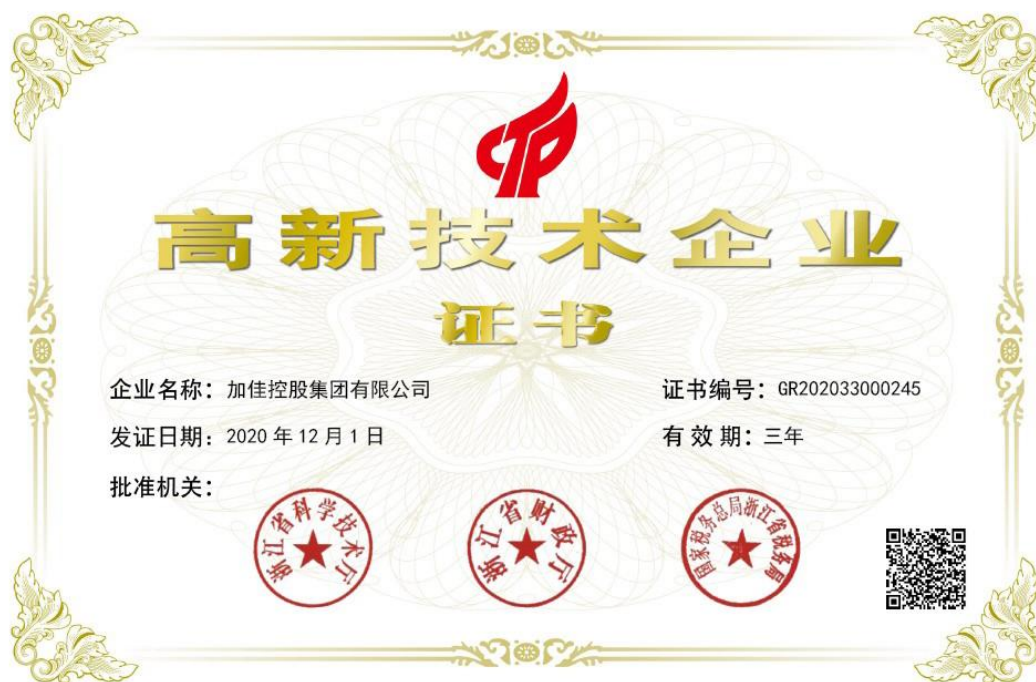 高新技术企业
证书
企业名称：加佳控股集团有限公司
证书编号：GR202033000245
发证日期：2020年12月1日
有效期：三年
批准机关：
浙江省科学技术厅
浙江省财政厅
国家税务总局浙江省税务局